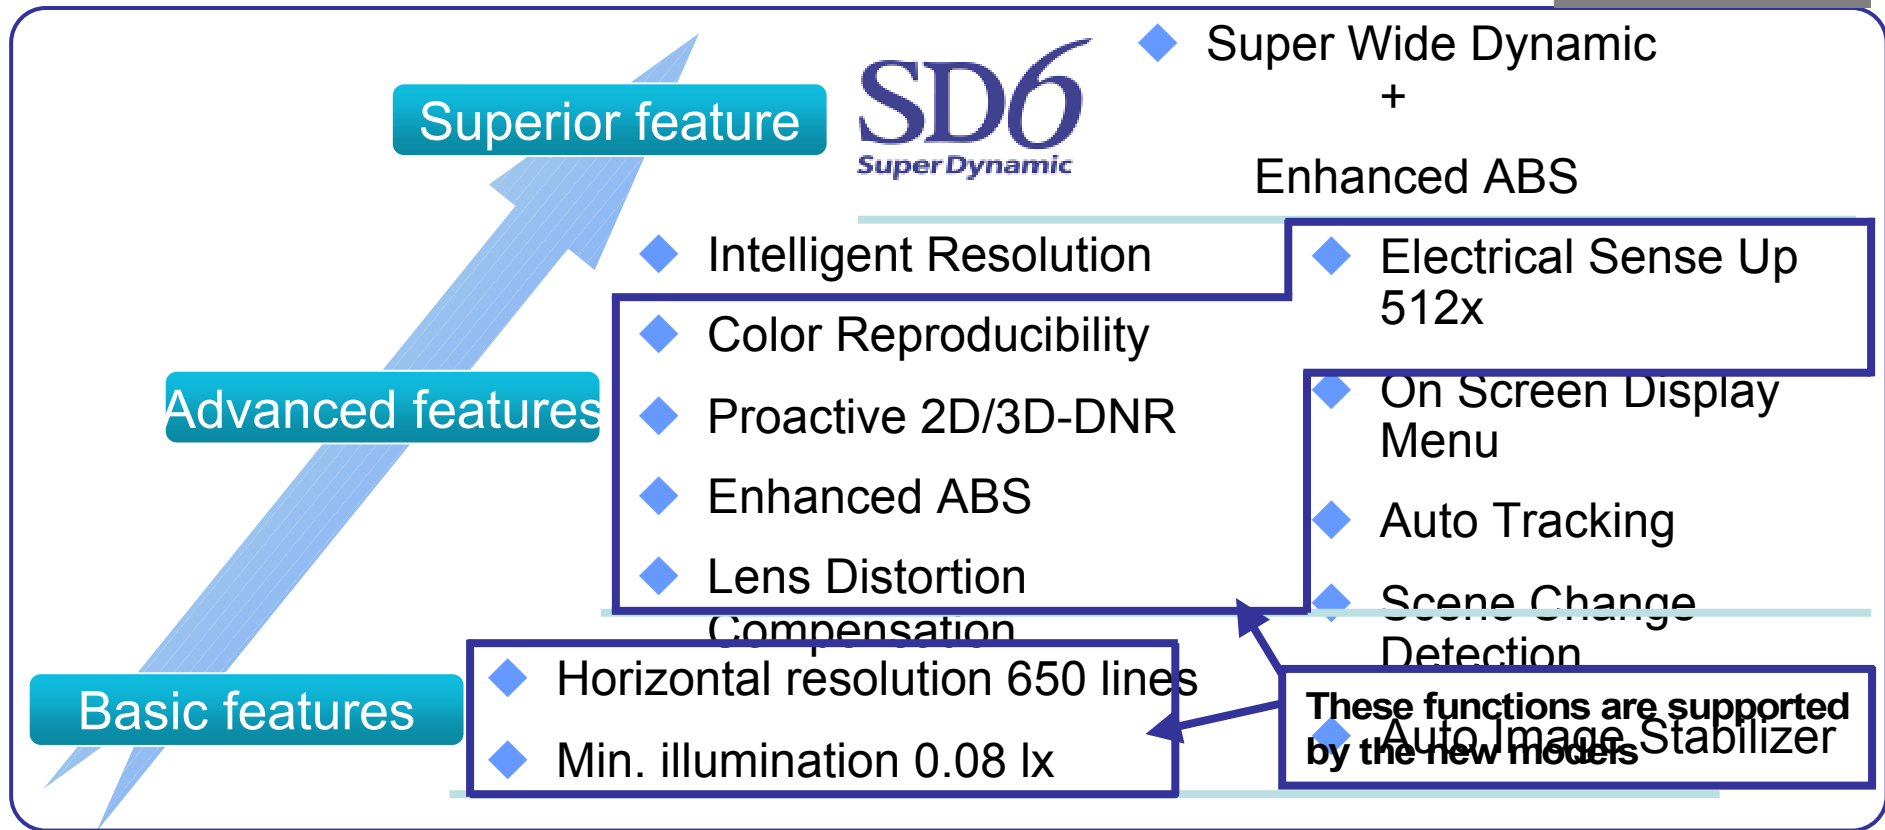 Superior feature
SD6
Super Dynamic
Super Wide Dynamic
+
Enhanced ABS
Advanced features
Intelligent Resolution
Color Reproducibility
Proactive 2D/3D-DNR
Enhanced ABS
Lens Distortion
Compensation
Electrical Sense Up
512x
On Screen Display
Menu
Auto Tracking
Scene Change
Detection
Auto Image Stabilizer
Basic features
Horizontal resolution 650 lines
Min. illumination 0.08 lx
These functions are supported
by the new models